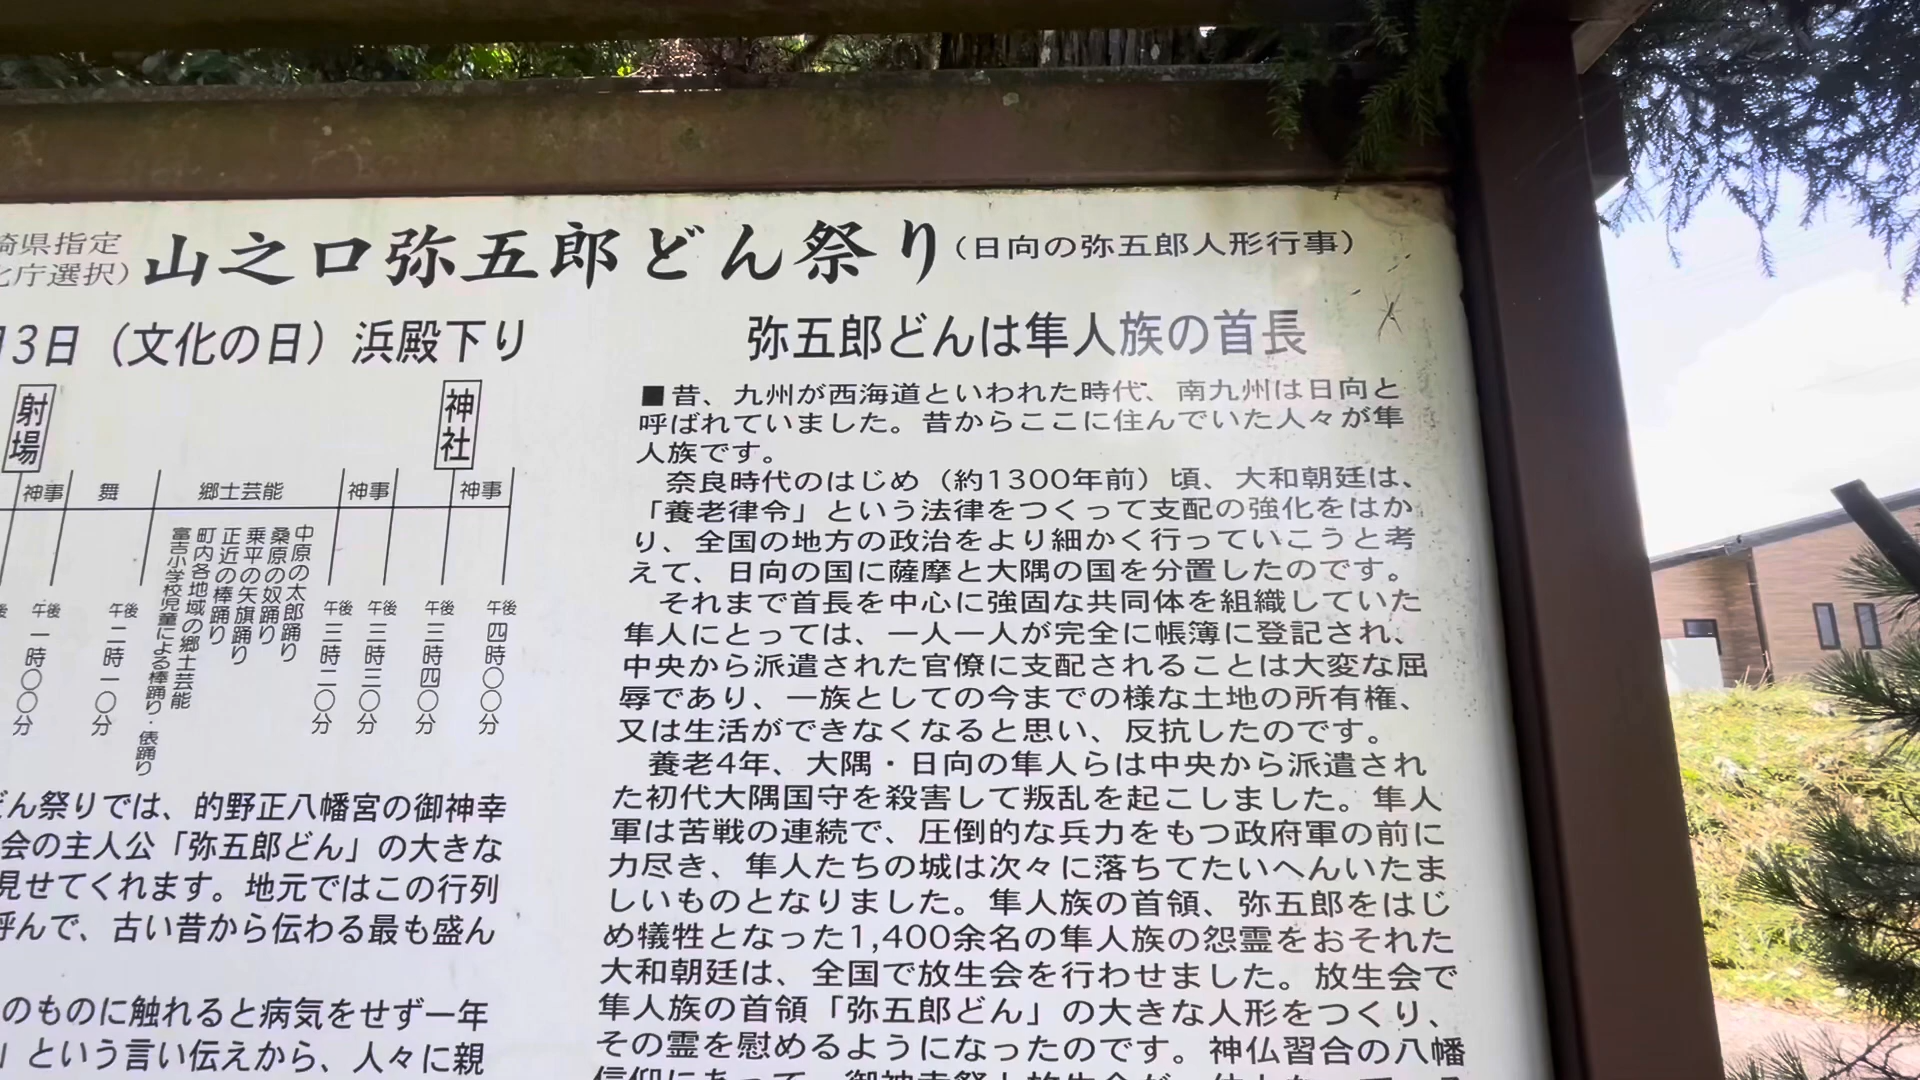 崎県指定
庁選択)
山之口弥五郎どん祭り(日向の弥五郎人形行事)
3日(文化の日)浜殿下り
射場
神社
神事
舞
郷士芸能
神事
神事
中原の太郎踊り
桑原の奴踊り
乗平の矢旗踊り
正近の棒踊り
町内各地域の郷士芸能
富吉小学校児童による棒踊り・俵踊り
午後一時〇〇分
午後二時一〇分
午後三時二〇分
午後三時三〇分
午後三時四〇分
午後四時〇〇分
ん祭りでは、的野正八幡宮の御神幸
会の主人公「弥五郎どん」の大きな
見せてくれます。地元ではこの行列
呼んで、古い昔から伝わる最も盛ん
のものに触れると病気をせず一年
」という言い伝えから、人々に親
弥五郎どんは隼人族の首長
■昔、九州が西海道といわれた時代、南九州は日向と
呼ばれていました。昔からここに住んでいた人々が隼
人族です。
奈良時代のはじめ(約1300年前)頃、大和朝廷は、
「養老律令」という法律をつくって支配の強化をはか
り、全国の地方の政治をより細かく行っていこうと考
えて、日向の国に薩摩と大隅の国を分置したのです。
それまで首長を中心に強固な共同体を組織していた
隼人にとっては、一人一人が完全に帳簿に登記され、
中央から派遣された官僚に支配されることは大変な屈
辱であり、一族としての今までの様な土地の所有権、
又は生活ができなくなると思い、反抗したのです。
養老4年、大隅・日向の隼人らは中央から派遣され
た初代大隅国守を殺害して叛乱を起こしました。隼人
軍は苦戦の連続で、圧倒的な兵力をもつ政府軍の前に
力尽き、隼人たちの城は次々に落ちてたいへんいたま
しいものとなりました。隼人族の首領、弥五郎をはじ
め犠牲となった1,400余名の隼人族の怨霊をおそれた
大和朝廷は、全国で放生会を行わせました。放生会で
隼人族の首領「弥五郎どん」の大きな人形をつくり、
その霊を慰めるようになったのです。神仏習合の八幡